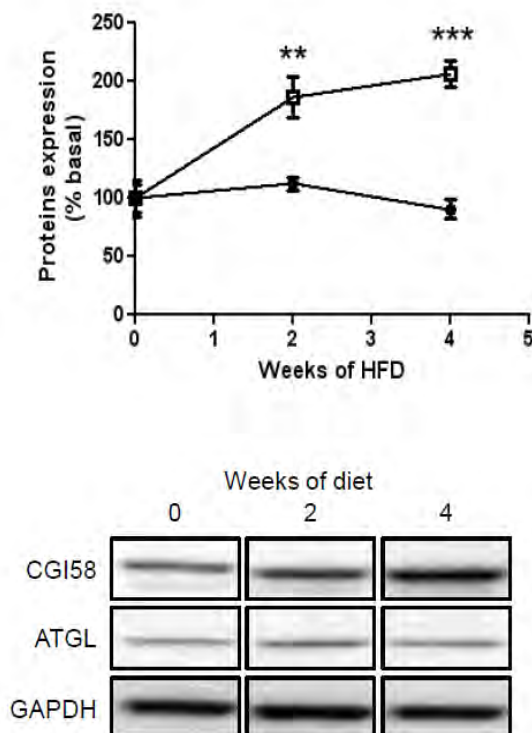 250
200
150
100
50
0
** ***
Proteins expression
(% basal)
0 1 2 3 4 5
Weeks of HFD
Weeks of diet
0 2 4
CGI58
ATGL
GAPDH